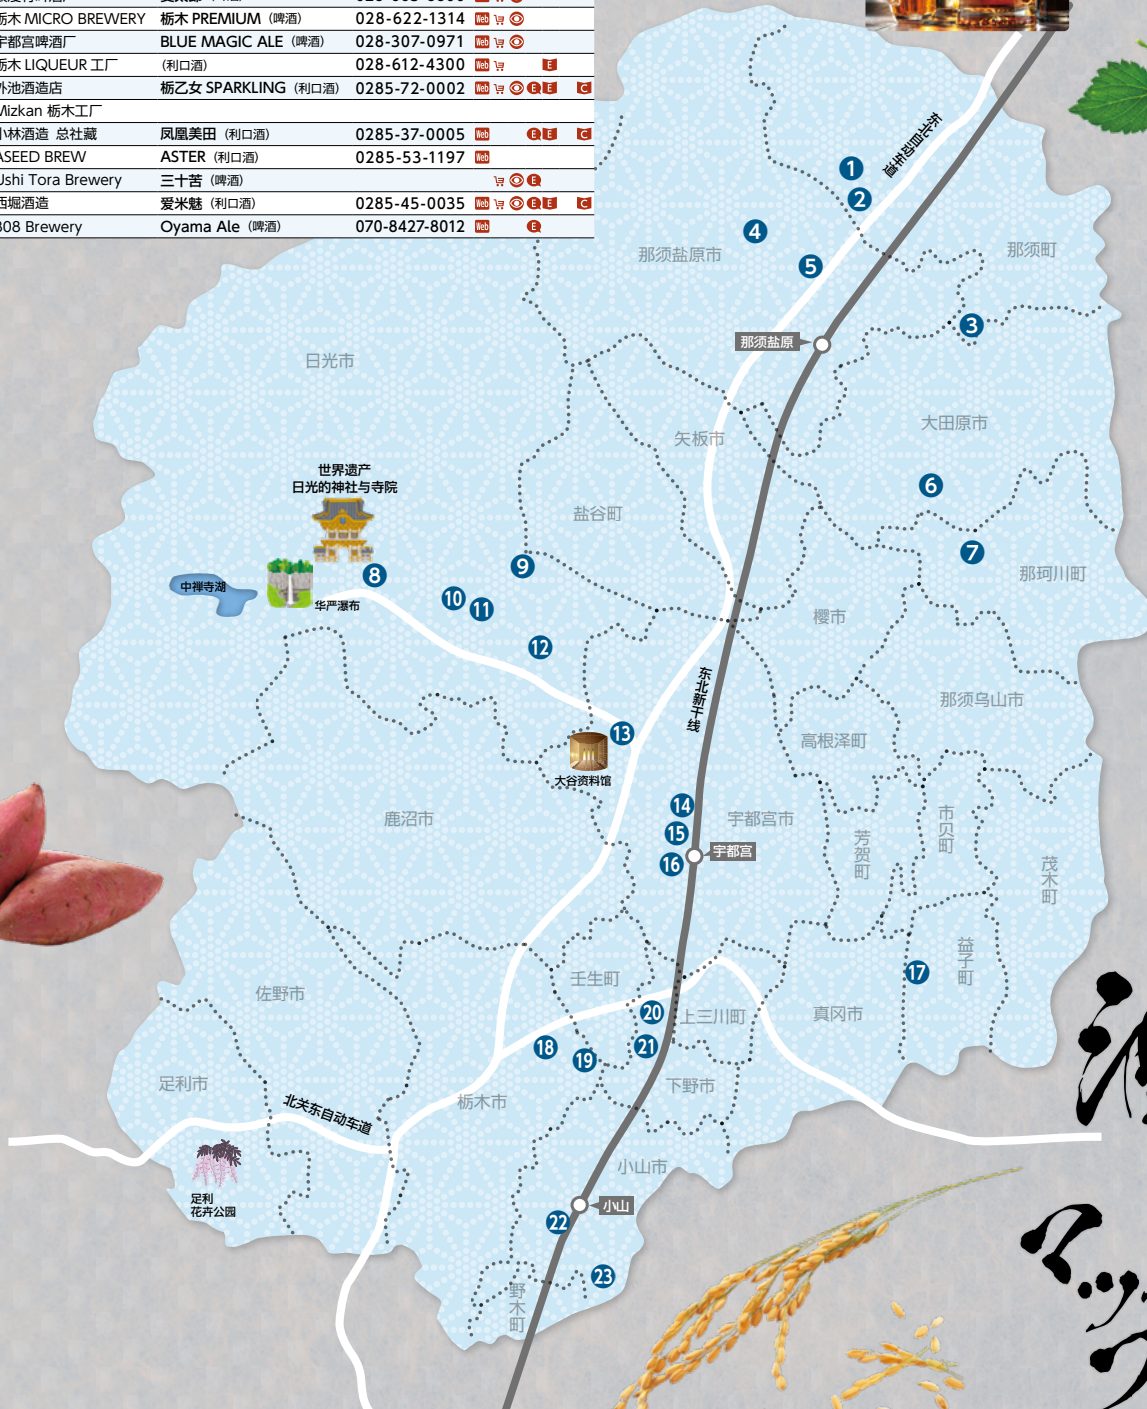 栃木 MICRO BREWERY 栃木 PREMIUM（啤酒） 028-622-1314 Web
宇都宫啤酒厂 BLUE MAGIC ALE（啤酒） 028-307-0971 Web
栃木 LIQUEUR 工厂 （利口酒） 028-612-4300 Web E
外池酒造店 栃乙女 SPARKLING（利口酒） 0285-72-0002 Web E E C
Mizkan 栃木工厂
小林酒造 总社藏 凤凰美田（利口酒） 0285-37-0005 Web E E C
ASEED BREW ASTER（利口酒） 0285-53-1197 Web
Ushi Tora Brewery 三十苦（啤酒） E
西堀酒造 爱米魅（利口酒） 0285-45-0035 Web E E C
808 Brewery Oyama Ale（啤酒） 070-8427-8012 Web E
东北自动车道
1
2
4
那须盐原市
5
那须町
3
那须盐原
日光市
大田原市
矢板市
世界遗产
日光的神社与寺院
6
盐谷町
7
9
8
那珂川町
中禅寺湖
华严瀑布
10
11
樱市
12
东北新干线
那须乌山市
13
高根泽町
大谷资料馆
14
鹿沼市
15
宇都宫市
宇都宫
16
芳贺町
市贝町
茂木町
益子町
17
壬生町
佐野市
20
上三川町
真冈市
18
19
21
足利市
下野市
栃木市
北关东自动车道
小山市
足利
花卉公园
小山
22
23
野木町
酒
マップ